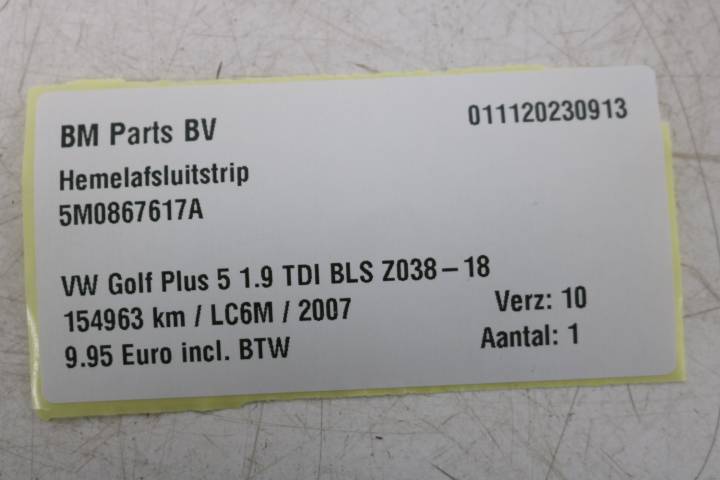 BM Parts BV 011120230913
Hemelafsluitstrip
5M0867617A
VW Golf Plus 5 1.9 TDI BLS Z038-18
154963 km / LC6M / 2007 Verz: 10
9.95 Euro incl. BTW Aantal: 1